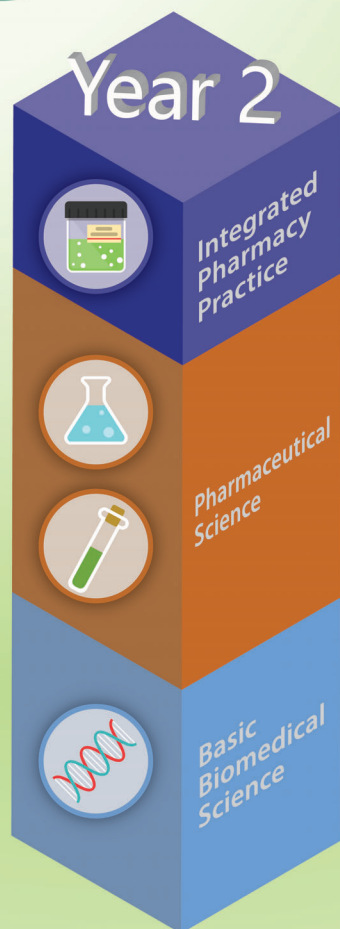 Year 2
Integrated
Pharmacy
Practice
Pharmaceutical
Science
Basic
Biomedical
Science